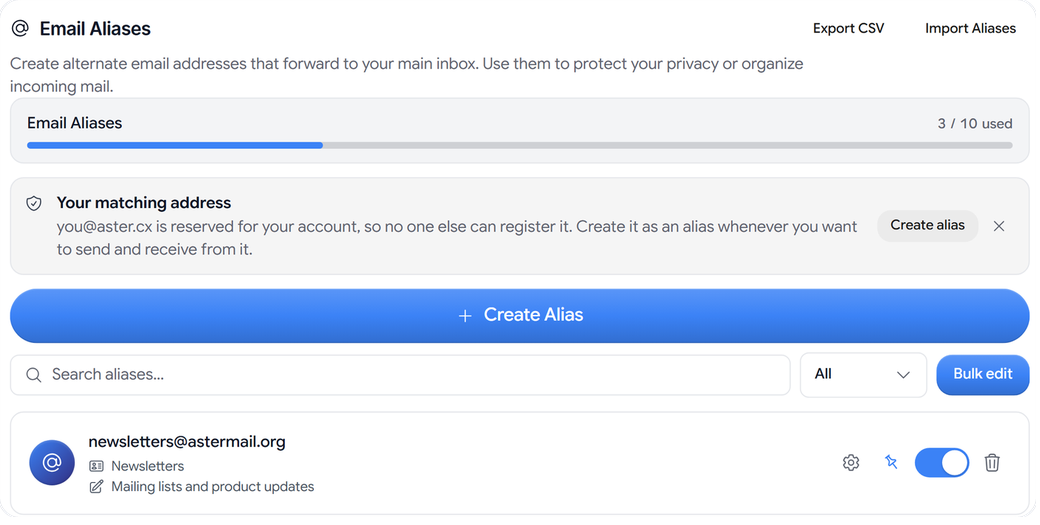 Email Aliases
Export CSV
Import Aliases
Create alternate email addresses that forward to your main inbox. Use them to protect your privacy or organize
incoming mail.
Email Aliases
3 / 10 used
Your matching address
you@aster.cx is reserved for your account, so no one else can register it. Create it as an alias whenever you want
to send and receive from it.
Create alias
Create Alias
Search aliases...
All
Bulk edit
newsletters@astermail.org
Newsletters
Mailing lists and product updates